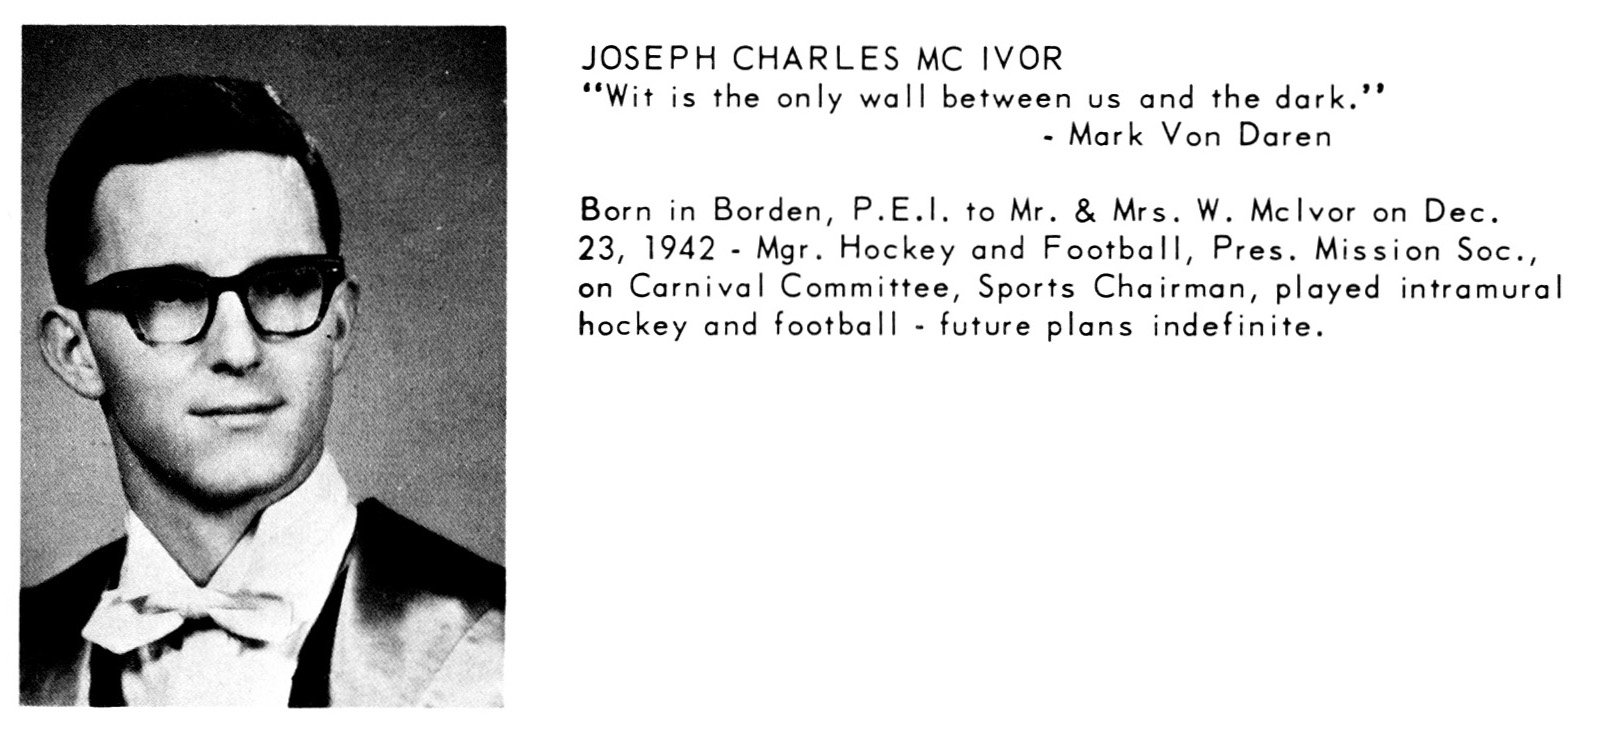 JOSEPH CHARLES MC IVOR
“Wit is the only wall between us and the dark.”
- Mark Von Daren
Born in Borden, P.E.I. to Mr. & Mrs. W. McIvor on Dec.
23, 1942 - Mgr. Hockey and Football, Pres. Mission Soc.,
on Carnival Committee, Sports Chairman, played intramural
hockey and football - future plans indefinite.